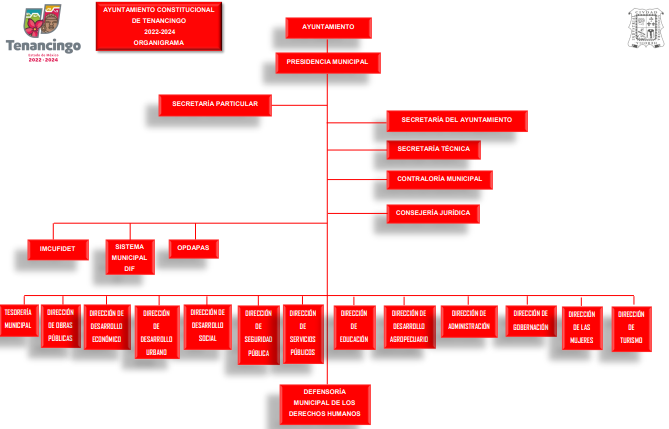 Tenancingo
Estado de México
2022 - 2024
AYUNTAMIENTO CONSTITUCIONAL
DE TENANCINGO
2022-2024
ORGANIGRAMA
AYUNTAMIENTO
PRESIDENCIA MUNICIPAL
SECRETARÍA PARTICULAR
SECRETARÍA DEL AYUNTAMIENTO
SECRETARÍA TÉCNICA
CONTRALORÍA MUNICIPAL
CONSEJERÍA JURÍDICA
IMCUFIDET
SISTEMA
MUNICIPAL
DIF
OPDAPAS
TESORERÍA
MUNICIPAL
DIRECCIÓN
DE OBRAS
PÚBLICAS
DIRECCIÓN DE
DESARROLLO
ECONÓMICO
DIRECCIÓN
DE
DESARROLLO
URBANO
DIRECCIÓN DE
DESARROLLO
SOCIAL
DIRECCIÓN
DE
SEGURIDAD
PÚBLICA
DIRECCIÓN
DE
SERVICIOS
PÚBLICOS
DIRECCIÓN
DE
EDUCACIÓN
DIRECCIÓN DE
DESARROLLO
AGROPECUARIO
DIRECCIÓN DE
ADMINISTRACIÓN
DIRECCIÓN DE
GOBERNACIÓN
DIRECCIÓN
DE LAS
MUJERES
DIRECCIÓN
DE
TURISMO
DEFENSORÍA
MUNICIPAL DE LOS
DERECHOS HUMANOS